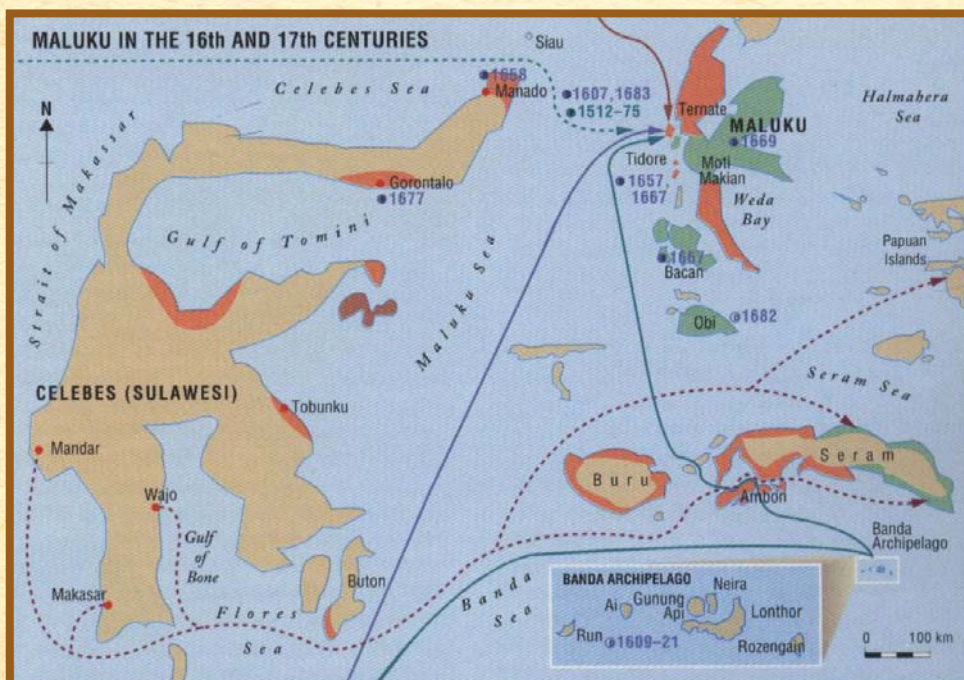 MALUKU IN THE 16th AND 17th CENTURIES
Siau
N
Celebes Sea
1658
Manado
1607, 1683
1512–75
Ternate
MALUKU
1669
Halmahera
Sea
Strait of Makassar
Gorontalo
1677
Gulf of Tomini
Maluku Sea
Tidore
1657,
1667
Moti
Makian
Weda
Bay
Papuan
Islands
1667
Bacan
Obi
1682
Seram Sea
CELEBES (SULAWESI)
Tobunku
Mandar
Wajo
Gulf
of
Bone
Makasar
Buton
Flores
Sea
Buru
Seram
Ambon
Banda
Archipelago
Banda
Sea
BANDA ARCHIPELAGO
Ai
Gunung
Api
Neira
Lonthor
Run
1609–21
Rozengain
0 100 km